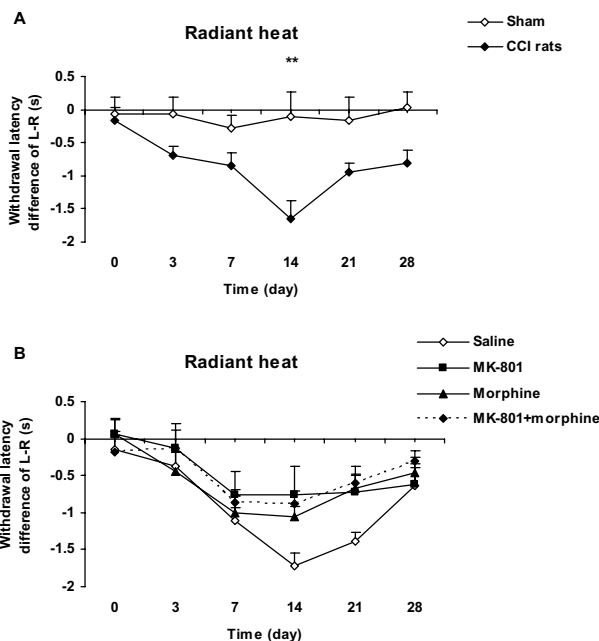 A
Radiant heat
Sham
CCI rats
**
Withdrawal latency
difference of L-R (s)
0.5
0
-0.5
-1
-1.5
-2
0 3 7 14 21 28
Time (day)
B
Radiant heat
Saline
MK-801
Morphine
MK-801+morphine
Withdrawal latency
difference of L-R (s)
0.5
0
-0.5
-1
-1.5
-2
0 3 7 14 21 28
Time (day)